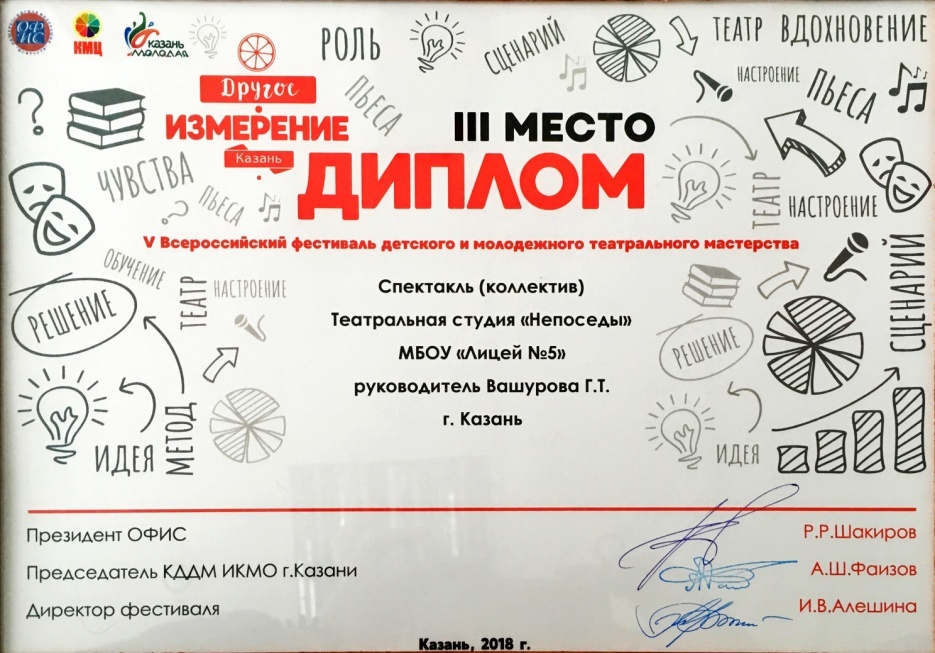 ОФИС
КМЦ
Казань
молодая
РОЛЬ
СЦЕНАРИЙ
ТЕАТР ВДОХНОВЕНИЕ
Другое
ИЗМЕРЕНИЕ
Казань
ПЬЕСА
НАСТРОЕНИЕ
ПЬЕСА
III МЕСТО
ДИПЛОМ
ЧУВСТВА
ПЬЕСА
ТЕАТР
НАСТРОЕНИЕ
V Всероссийский фестиваль детского и молодежного театрального мастерства
ОБУЧЕНИЕ
ТЕАТР
НАСТРОЕНИЕ
СЦЕНАРИЙ
РЕШЕНИЕ
Спектакль (коллектив)
Театральная студия «Непоседы»
МБОУ «Лицей №5»
руководитель Вашурова Г.Т.
г. Казань
РЕШЕНИЕ
ИДЕЯ
МЕТОД
ИДЕЯ
Президент ОФИС Р.Р.Шакиров
Председатель КДДМ ИКМО г.Казани А.Ш.Фаизов
Директор фестиваля И.В.Алешина
Казань, 2018 г.